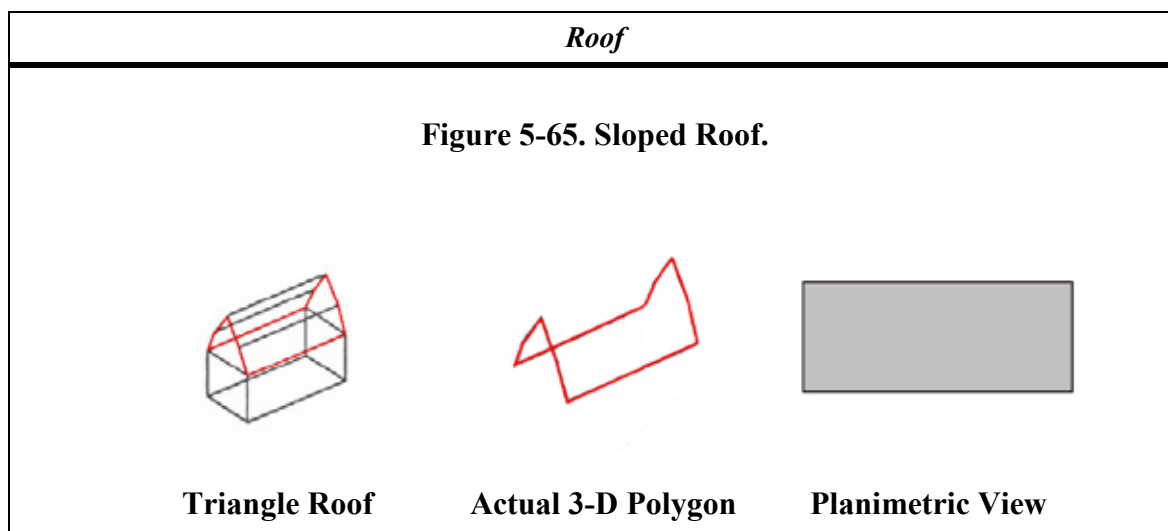 Roof
Figure 5-65. Sloped Roof.
Triangle Roof Actual 3-D Polygon Planimetric View